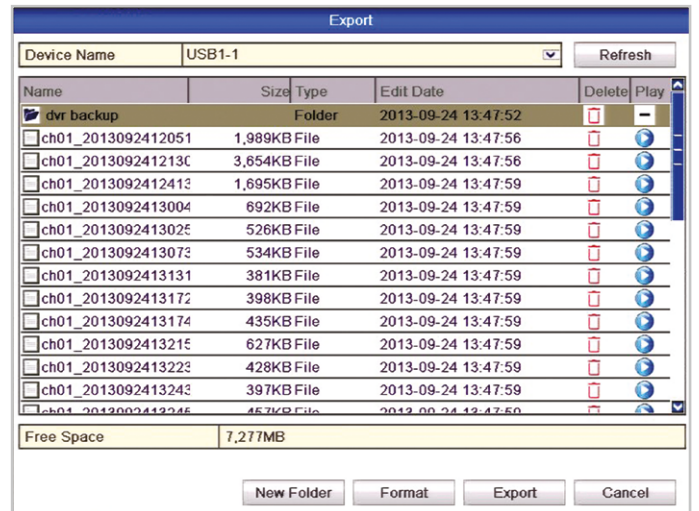 Export
Device Name USB1-1 Refresh
Name Size Type Edit Date Delete Play
dvr backup Folder 2013-09-24 13:47:52
ch01_2013092412051 1,989KB File 2013-09-24 13:47:56
ch01_201309241213 3,654KB File 2013-09-24 13:47:56
ch01_2013092412413 1,695KB File 2013-09-24 13:47:59
ch01_2013092413004 692KB File 2013-09-24 13:47:59
ch01_201309241302 526KB File 2013-09-24 13:47:59
ch01_201309241307 534KB File 2013-09-24 13:47:59
ch01_2013092413131 381KB File 2013-09-24 13:47:59
ch01_2013092413172 398KB File 2013-09-24 13:47:59
ch01_2013092413174 435KB File 2013-09-24 13:47:59
ch01_201309241321 627KB File 2013-09-24 13:47:59
ch01_201309241322 428KB File 2013-09-24 13:47:59
ch01_201309241324 397KB File 2013-09-24 13:47:59
Free Space 7,277MB
New Folder Format Export Cancel